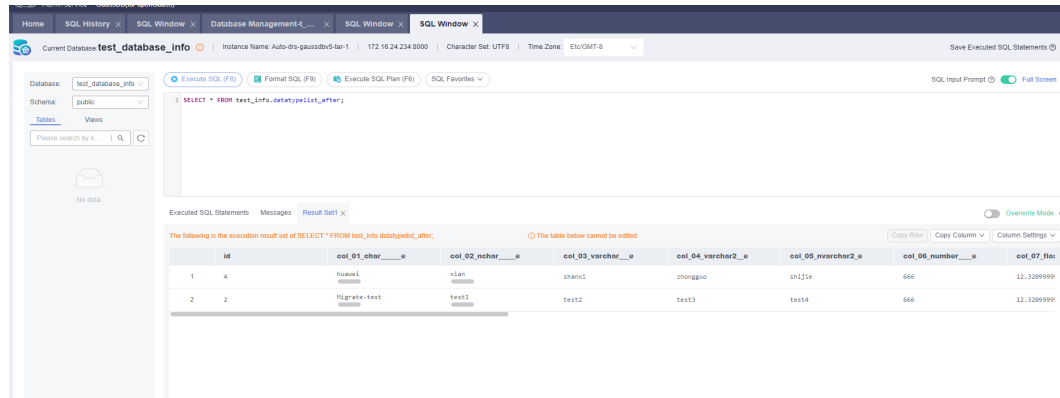 Home SQL History × SQL Window × Database Management-t_... × SQL Window × SQL Window ×
Current Database: test_database_info Instance Name: Auto-drs-gaussdbv5-tar-1 | 172.16.24.234:8000 | Character Set: UTF8 | Time Zone: Etc/GMT-8 Save Executed SQL Statements
Database: test_database_info
Schema: public
Tables Views
Please search by k...
No data
Execute SQL (F8) Format SQL (F9) Execute SQL Plan (F6) SQL Favorites SQL Input Prompt Full Screen
1 SELECT * FROM test_info.datatypelist_after;
Executed SQL Statements Messages Result Set1 × Overwrite Mode
The following is the execution result set of SELECT * FROM test_info.datatypelist_after; The table below cannot be edited. Copy Row Copy Column Column Settings
id col_01_char_____e col_02_nchar____e col_03_varchar__e col_04_varchar2__e col_05_nvarchar2_e col_06_number___e col_07_floa
1 4 huawei xian shanxi zhongguo shijie 666 12.3209999
2 2 Migrate-test test1 test2 test3 test4 666 12.3209999